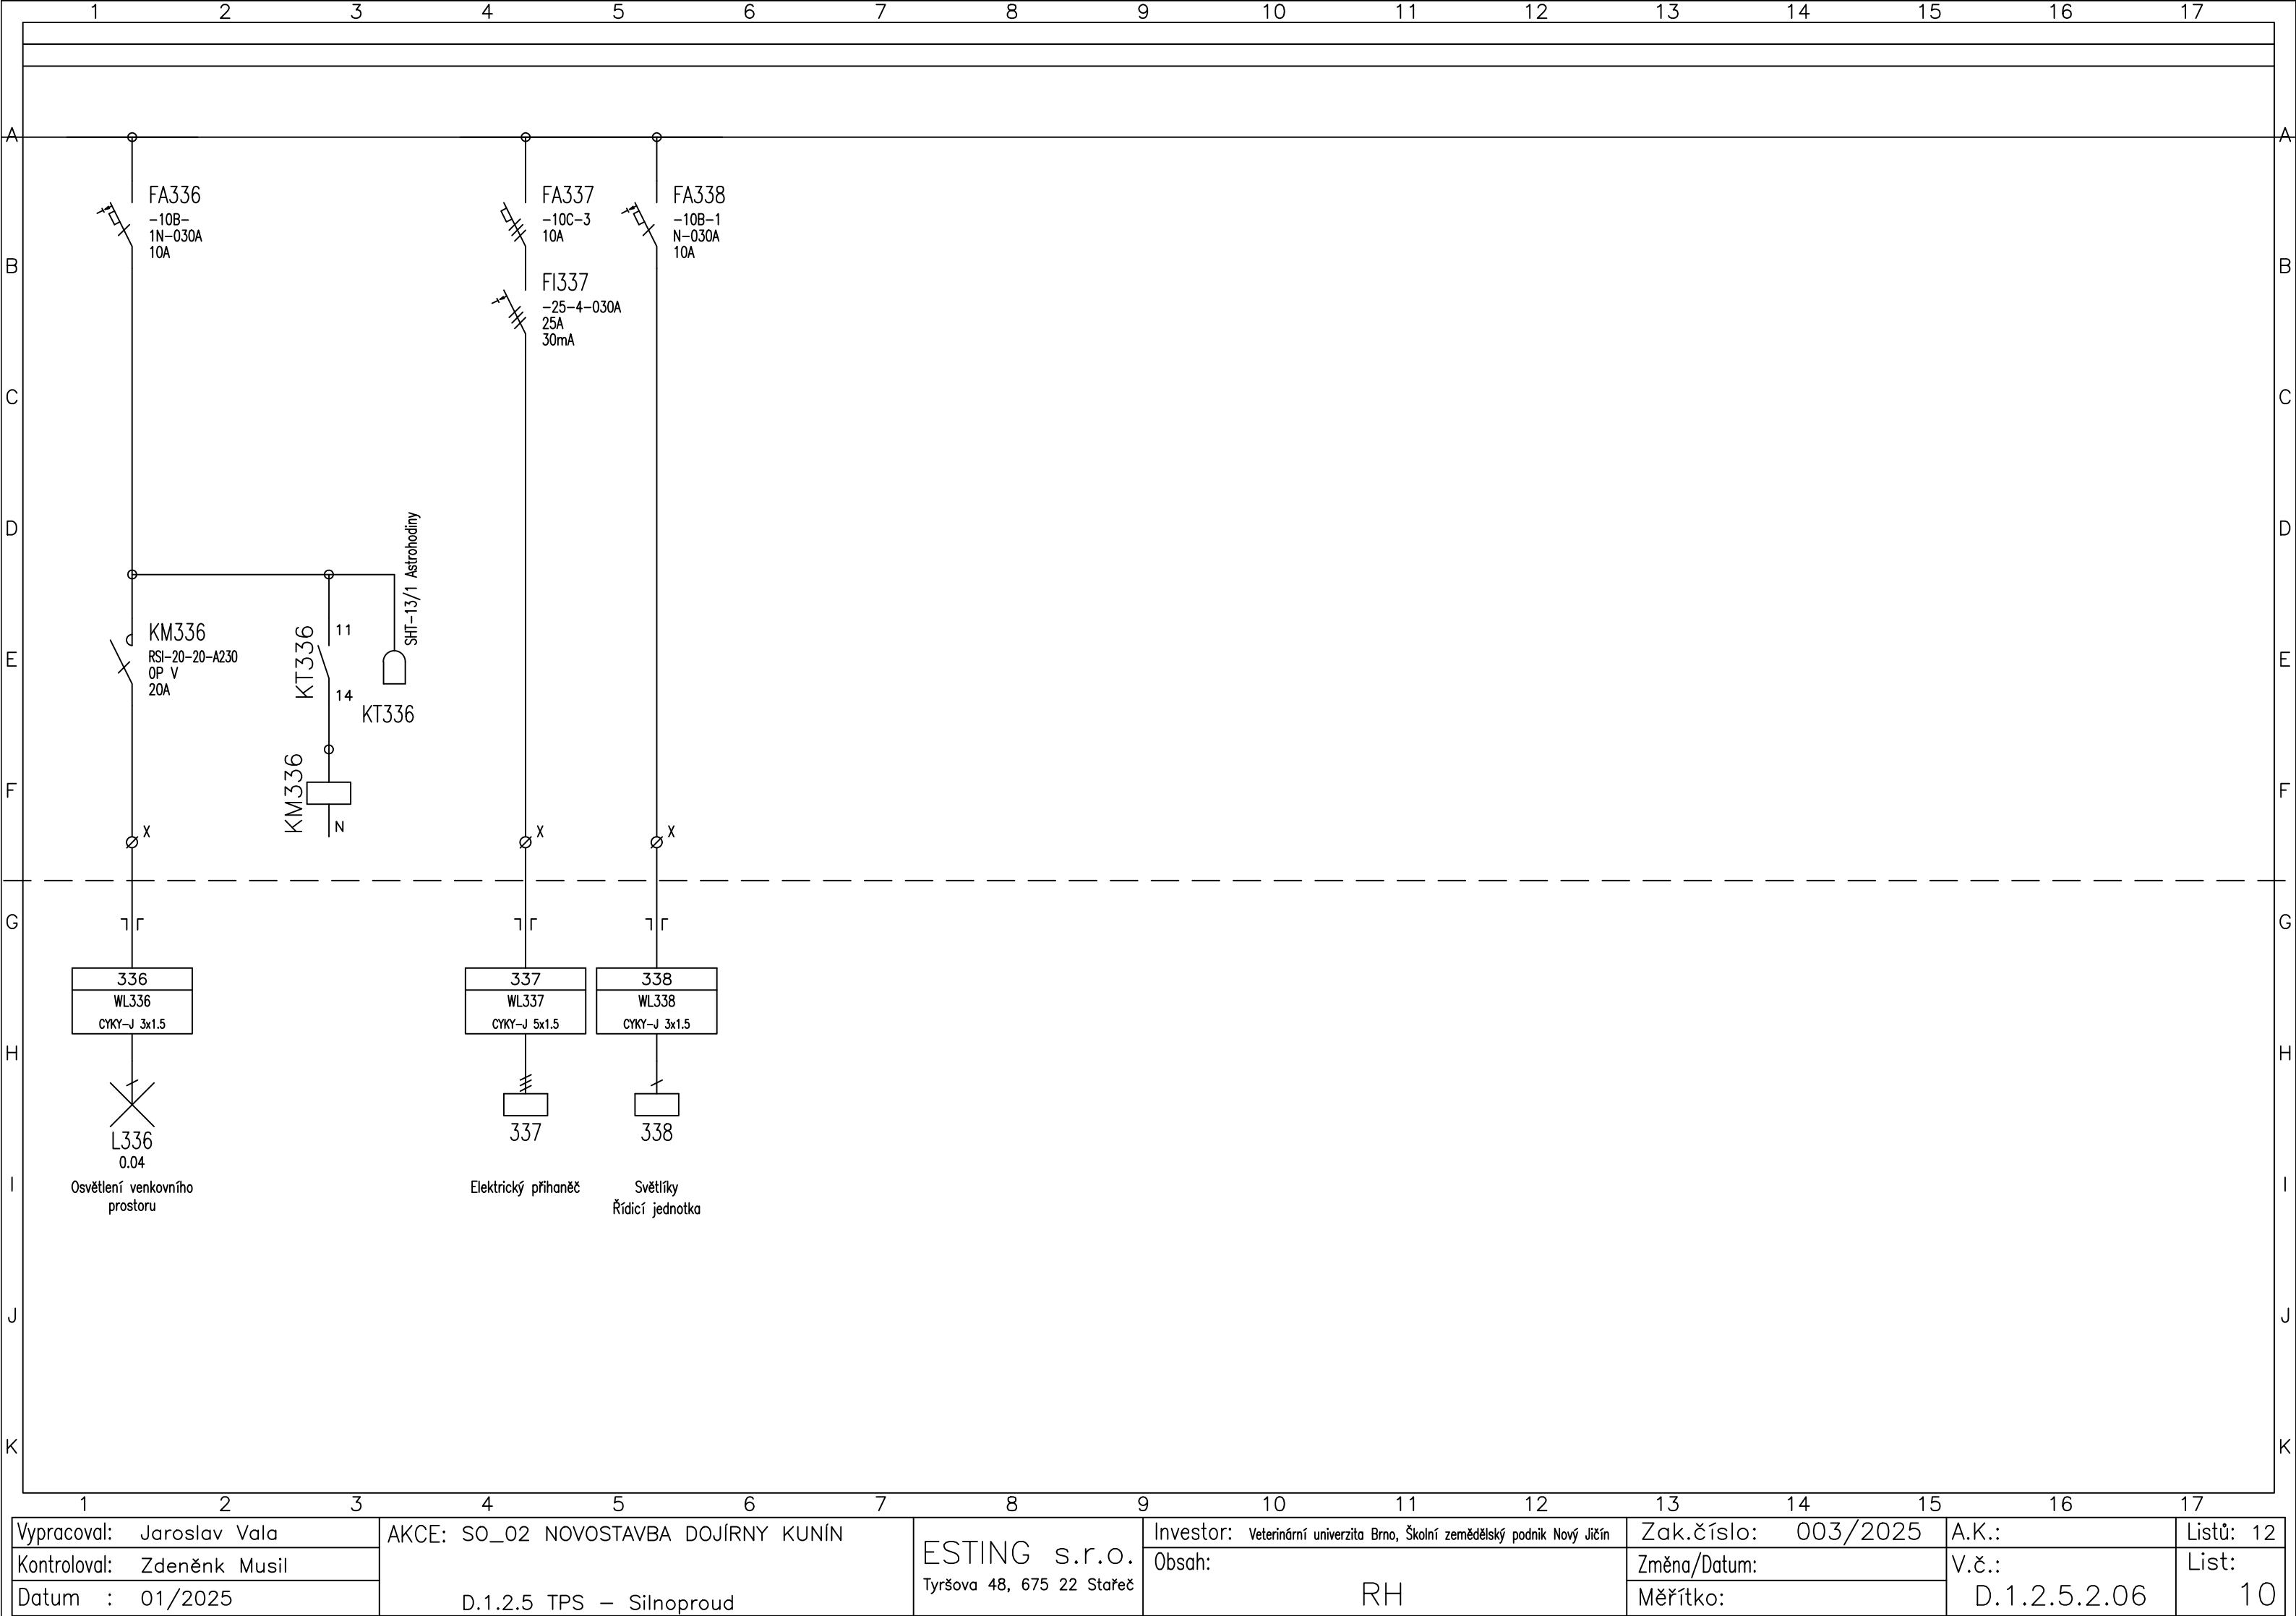 1 2 3 4 5 6 7 8 9 10 11 12 13 14 15 16 17
A A
FA336
-10B-
1N-030A
10A
FA337
-10C-3
10A
FA338
-10B-1
N-030A
10A
B B
FI337
-25-4-030A
25A
30mA
C C
D D
SHT-13/1 Astrohodiny
KM336
RSI-20-20-A230
0P V
20A
KT336
11
14
KT336
E E
KM336
N
F F
X
X
X
G G
336
WL336
CYKY-J 3x1.5
337
WL337
CYKY-J 5x1.5
338
WL338
CYKY-J 3x1.5
H H
L336
0.04
Osvětlení venkovního
prostoru
337
Elektrický přihaněč
338
Světlíky
Řídicí jednotka
I I
J J
K K
1 2 3 4 5 6 7 8 9 10 11 12 13 14 15 16 17
Vypracoval: Jaroslav Vala
Kontroloval: Zdeněnk Musil
Datum : 01/2025
AKCE: SO_02 NOVOSTAVBA DOJÍRNY KUNÍN
D.1.2.5 TPS - Silnoproud
ESTING s.r.o.
Tyršova 48, 675 22 Stařeč
Investor: Veterinární univerzita Brno, Školní zemědělský podnik Nový Jičín
Obsah:
RH
Zak.číslo: 003/2025
Změna/Datum:
Měřítko:
A.K.:
V.č.:
D.1.2.5.2.06
Listů: 12
List:
10